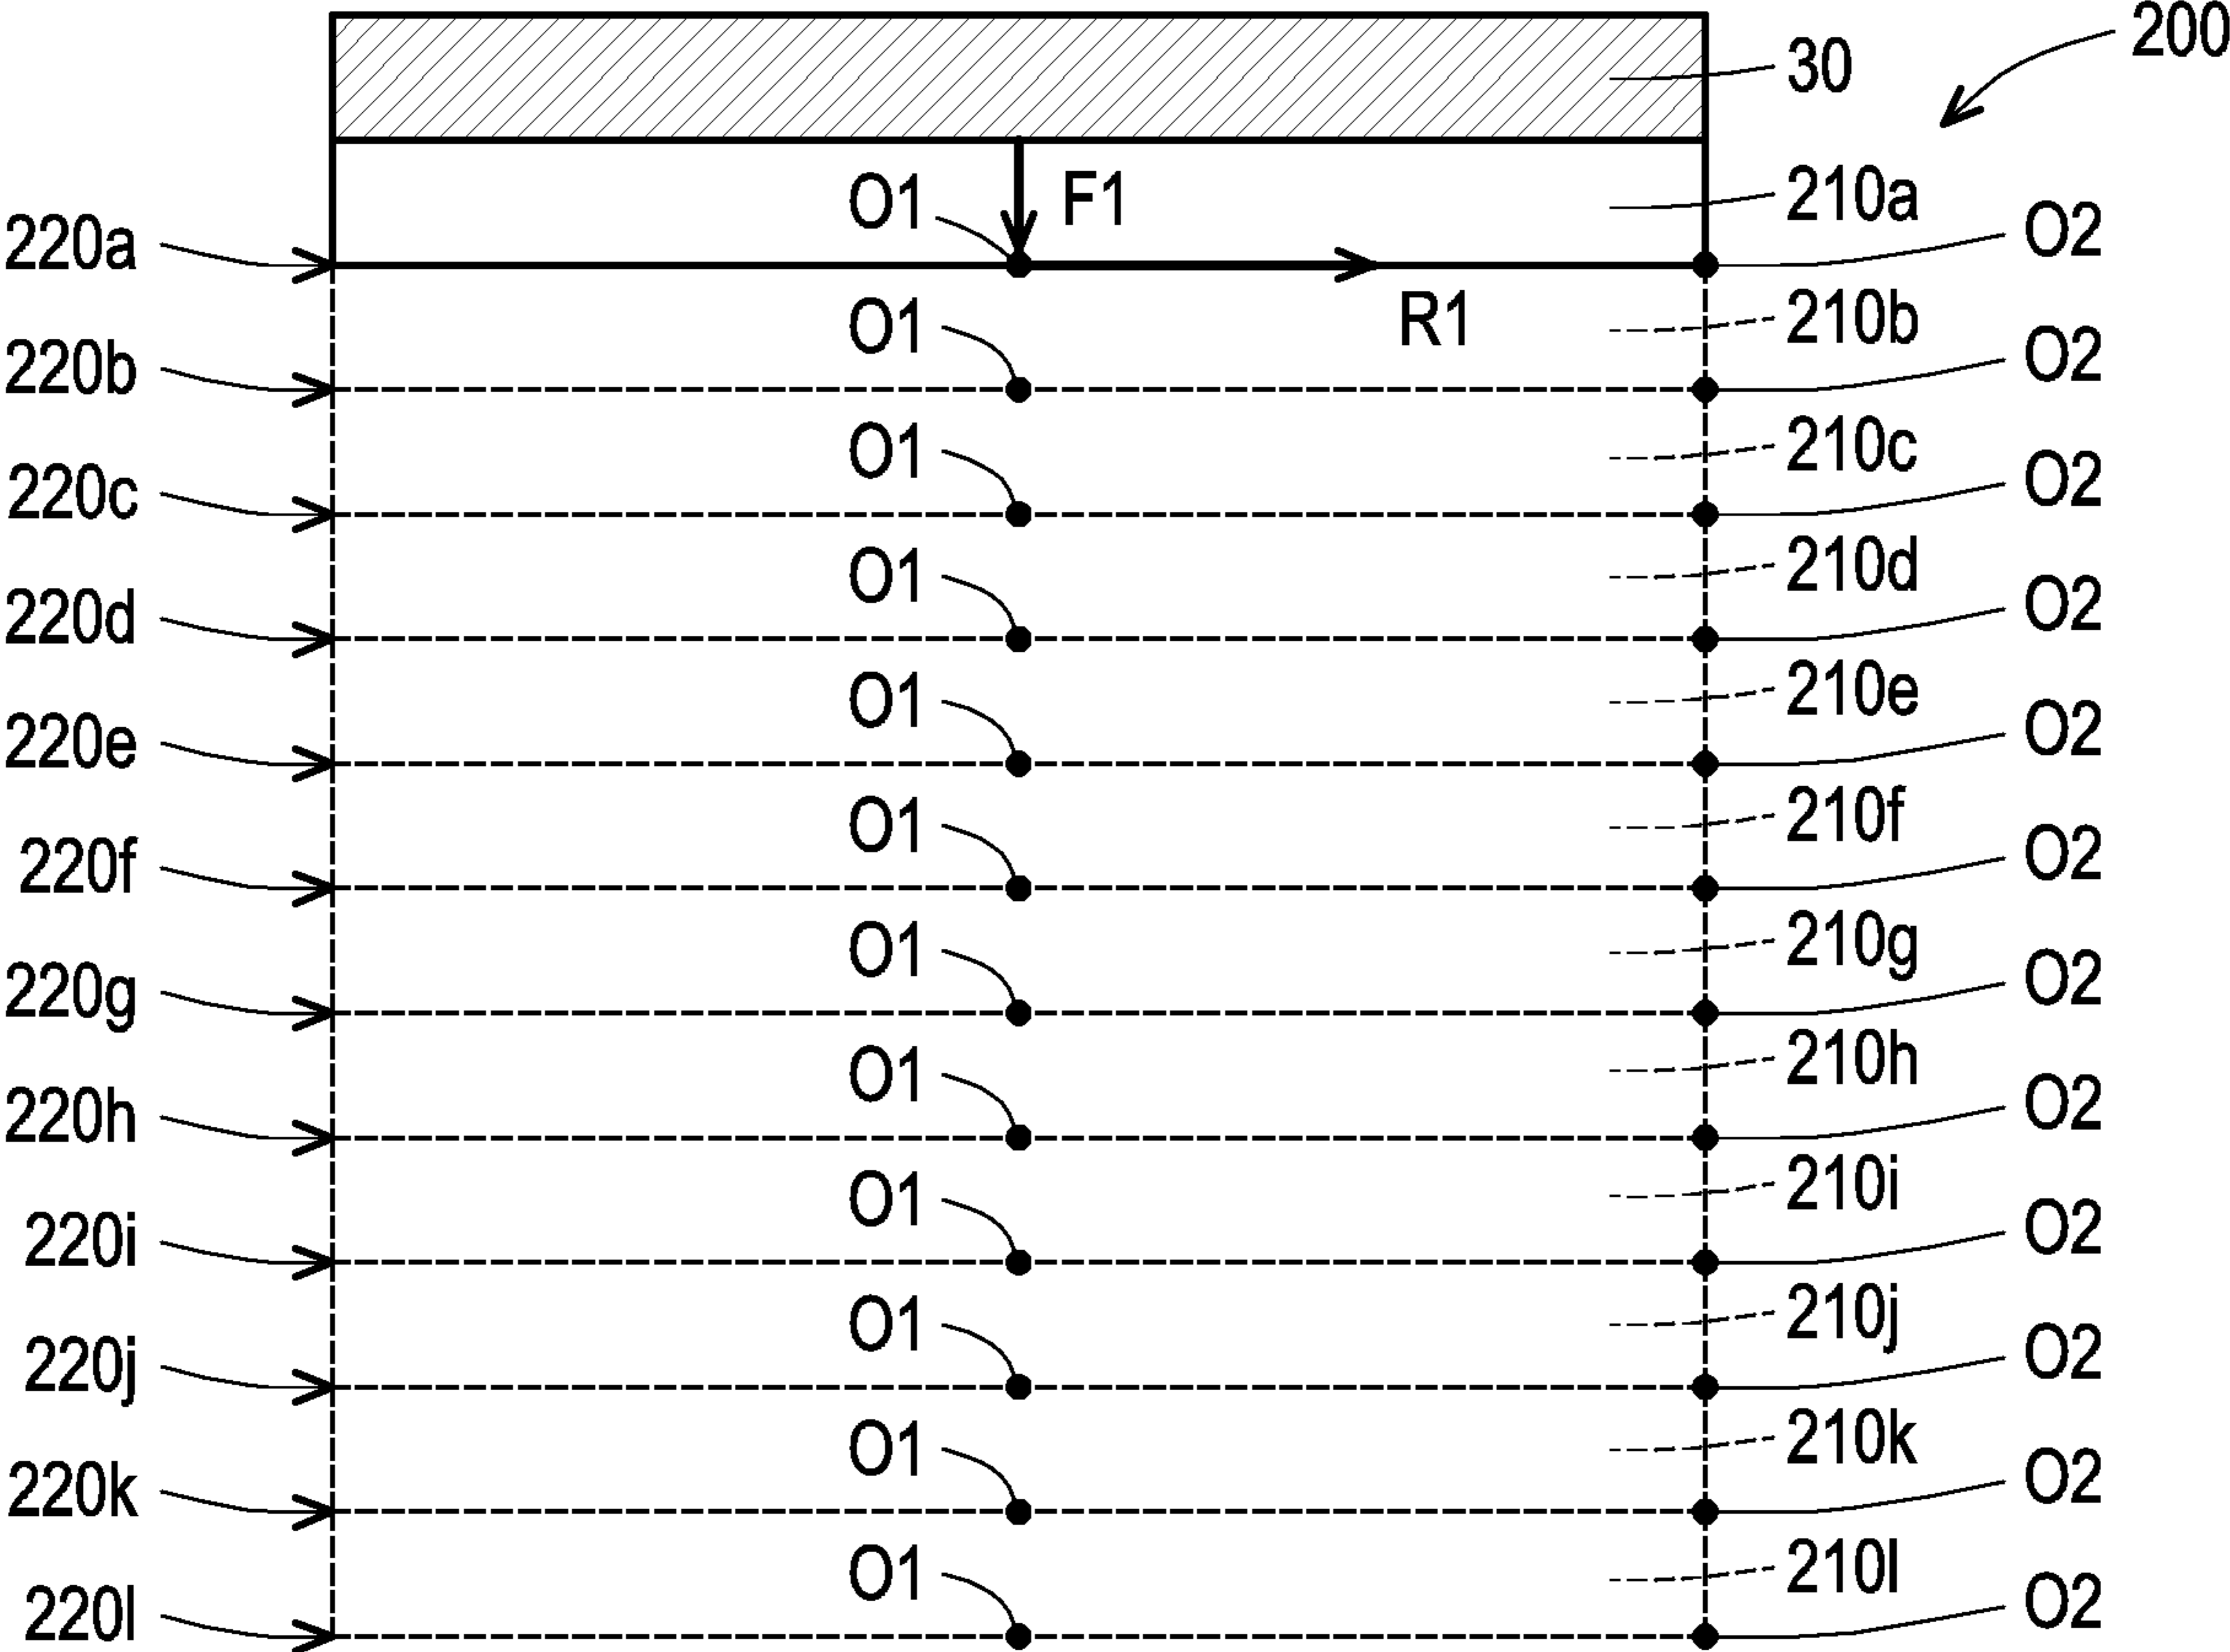 200
30
O1 F1 210a
220a O2
O1 R1 210b
220b O2
O1 210c
220c O2
O1 210d
220d O2
O1 210e
220e O2
O1 210f
220f O2
O1 210g
220g O2
O1 210h
220h O2
O1 210i
220i O2
O1 210j
220j O2
O1 210k
220k O2
O1 210l
220l O2